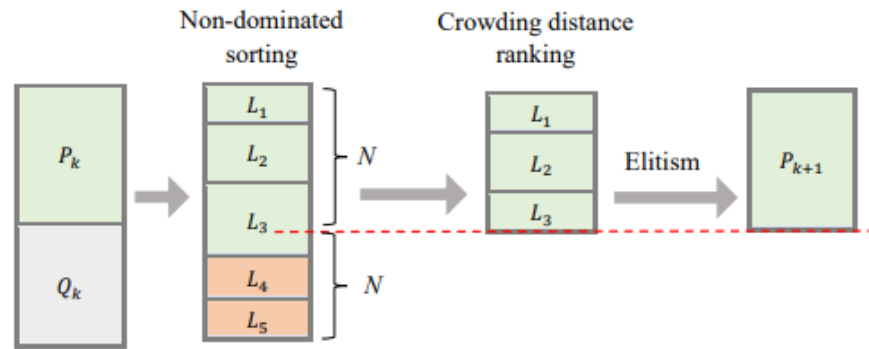 Non-dominated
sorting
Crowding distance
ranking
P_k
Q_k
L_1
L_2
L_3
L_4
L_5
N
N
L_1
L_2
L_3
Elitism
P_{k+1}